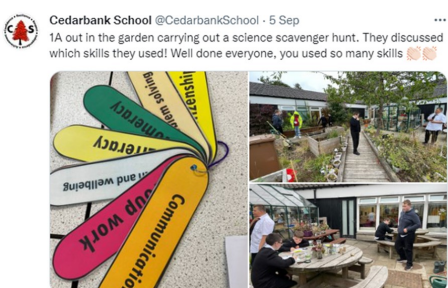 Cedarbank School @CedarbankSchool · 5 Sep
1A out in the garden carrying out a science scavenger hunt. They discussed
which skills they used! Well done everyone, you used so many skills 👏🏻👏🏻
C S
citizenship
problem solving
numeracy
literacy
health and wellbeing
group work
Communication